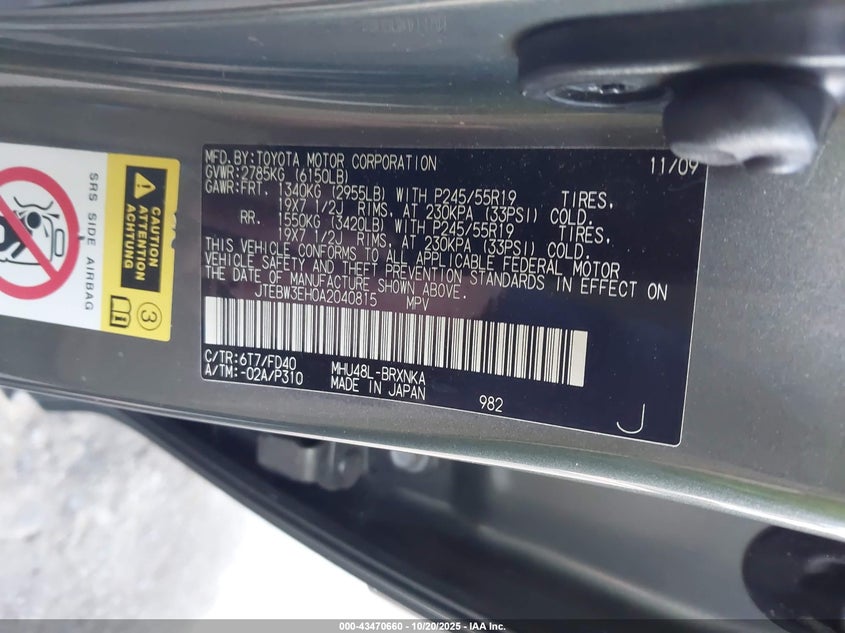 MFD.BY:TOYOTA MOTOR CORPORATION 11/09
GVWR:2785KG (6150LB)
GAWR:FRT. 1340KG (2955LB) WITH P245/55R19 TIRES,
19X7 1/2J RIMS, AT 230KPA (33PSI) COLD.
RR. 1550KG (3420LB) WITH P245/55R19 TIRES,
19X7 1/2J RIMS, AT 230KPA (33PSI) COLD.
THIS VEHICLE CONFORMS TO ALL APPLICABLE FEDERAL MOTOR
VEHICLE SAFETY AND THEFT PREVENTION STANDARDS IN EFFECT ON
THE DATE OF MANUFACTURE SHOWN ABOVE.
JTEBW3EH0A2040815 MPV
C/TR:6T7/FD40 MHU48L-BRXNKA
A/TM:-02A/P310 MADE IN JAPAN 982
J
SRS SIDE AIRBAG
CAUTION
ATTENTION
ACHTUNG
3
000-43470660 - 10/20/2025 - IAA Inc.